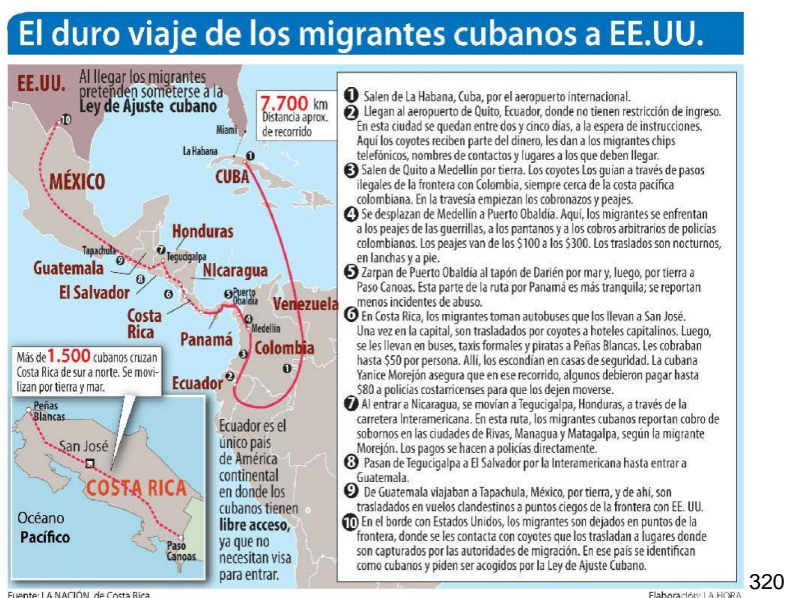 El duro viaje de los migrantes cubanos a EE.UU.
EE.UU.
Al llegar los migrantes
pretenden someterse a la
Ley de Ajuste cubano
7.700 km
Distancia aprox.
de recorrido
10
Miami
La Habana
1
CUBA
MÉXICO
Honduras
Tapachula
9
7
Tegucigalpa
Guatemala
8
Nicaragua
El Salvador
6
5
Puerto
Obaldía
Venezuela
Costa
Rica
4
Medellín
Panamá
3
Colombia
1
Ecuador
2
Más de 1.500 cubanos cruzan
Costa Rica de sur a norte. Se movi-
lizan por tierra y mar.
Peñas
Blancas
San José
COSTA RICA
Océano
Pacífico
Paso
Canoas
Ecuador es el
único país
de América
continental
en donde los
cubanos tienen
libre acceso,
ya que no
necesitan visa
para entrar.
1 Salen de La Habana, Cuba, por el aeropuerto internacional.
2 Llegan al aeropuerto de Quito, Ecuador, donde no tienen restricción de ingreso.
En esta ciudad se quedan entre dos y cinco días, a la espera de instrucciones.
Aquí los coyotes reciben parte del dinero, les dan a los migrantes chips
telefónicos, nombres de contactos y lugares a los que deben llegar.
3 Salen de Quito a Medellín por tierra. Los coyotes Los guian a través de pasos
ilegales de la frontera con Colombia, siempre cerca de la costa pacífica
colombiana. En la travesía empiezan los cobronazos y peajes.
4 Se desplazan de Medellín a Puerto Obaldía. Aquí, los migrantes se enfrentan
a los peajes de las guerrillas, a los pantanos y a los cobros arbitrarios de policías
colombianos. Los peajes van de los $100 a los $300. Los traslados son nocturnos,
en lanchas y a pie.
5 Zarpan de Puerto Obaldía al tapón de Darién por mar y, luego, por tierra a
Paso Canoas. Esta parte de la ruta por Panamá es más tranquila; se reportan
menos incidentes de abuso.
6 En Costa Rica, los migrantes toman autobuses que los llevan a San José.
Una vez en la capital, son trasladados por coyotes a hoteles capitalinos. Luego,
se les llevan en buses, taxis formales y piratas a Peñas Blancas. Les cobraban
hasta $50 por persona. Allí, los escondían en casas de seguridad. La cubana
Yanice Morejón asegura que en ese recorrido, algunos debieron pagar hasta
$80 a policías costarricenses para que los dejen moverse.
7 Al entrar a Nicaragua, se movían a Tegucigalpa, Honduras, a través de la
carretera Interamericana. En esta ruta, los migrantes cubanos reportan cobro de
sobornos en las ciudades de Rivas, Managua y Matagalpa, según la migrante
Morejón. Los pagos se hacen a policías directamente.
8 Pasan de Tegucigalpa a El Salvador por la Interamericana hasta entrar a
Guatemala.
9 De Guatemala viajaban a Tapachula, México, por tierra, y de ahí, son
trasladados en vuelos clandestinos a puntos ciegos de la frontera con EE. UU.
10 En el borde con Estados Unidos, los migrantes son dejados en puntos de la
frontera, donde se les contacta con coyotes que los trasladan a lugares donde
son capturados por las autoridades de migración. En ese país se identifican
como cubanos y piden ser acogidos por la Ley de Ajuste Cubano.
320
Fuente: LA NACIÓN, de Costa Rica
Elaboración: LA HORA